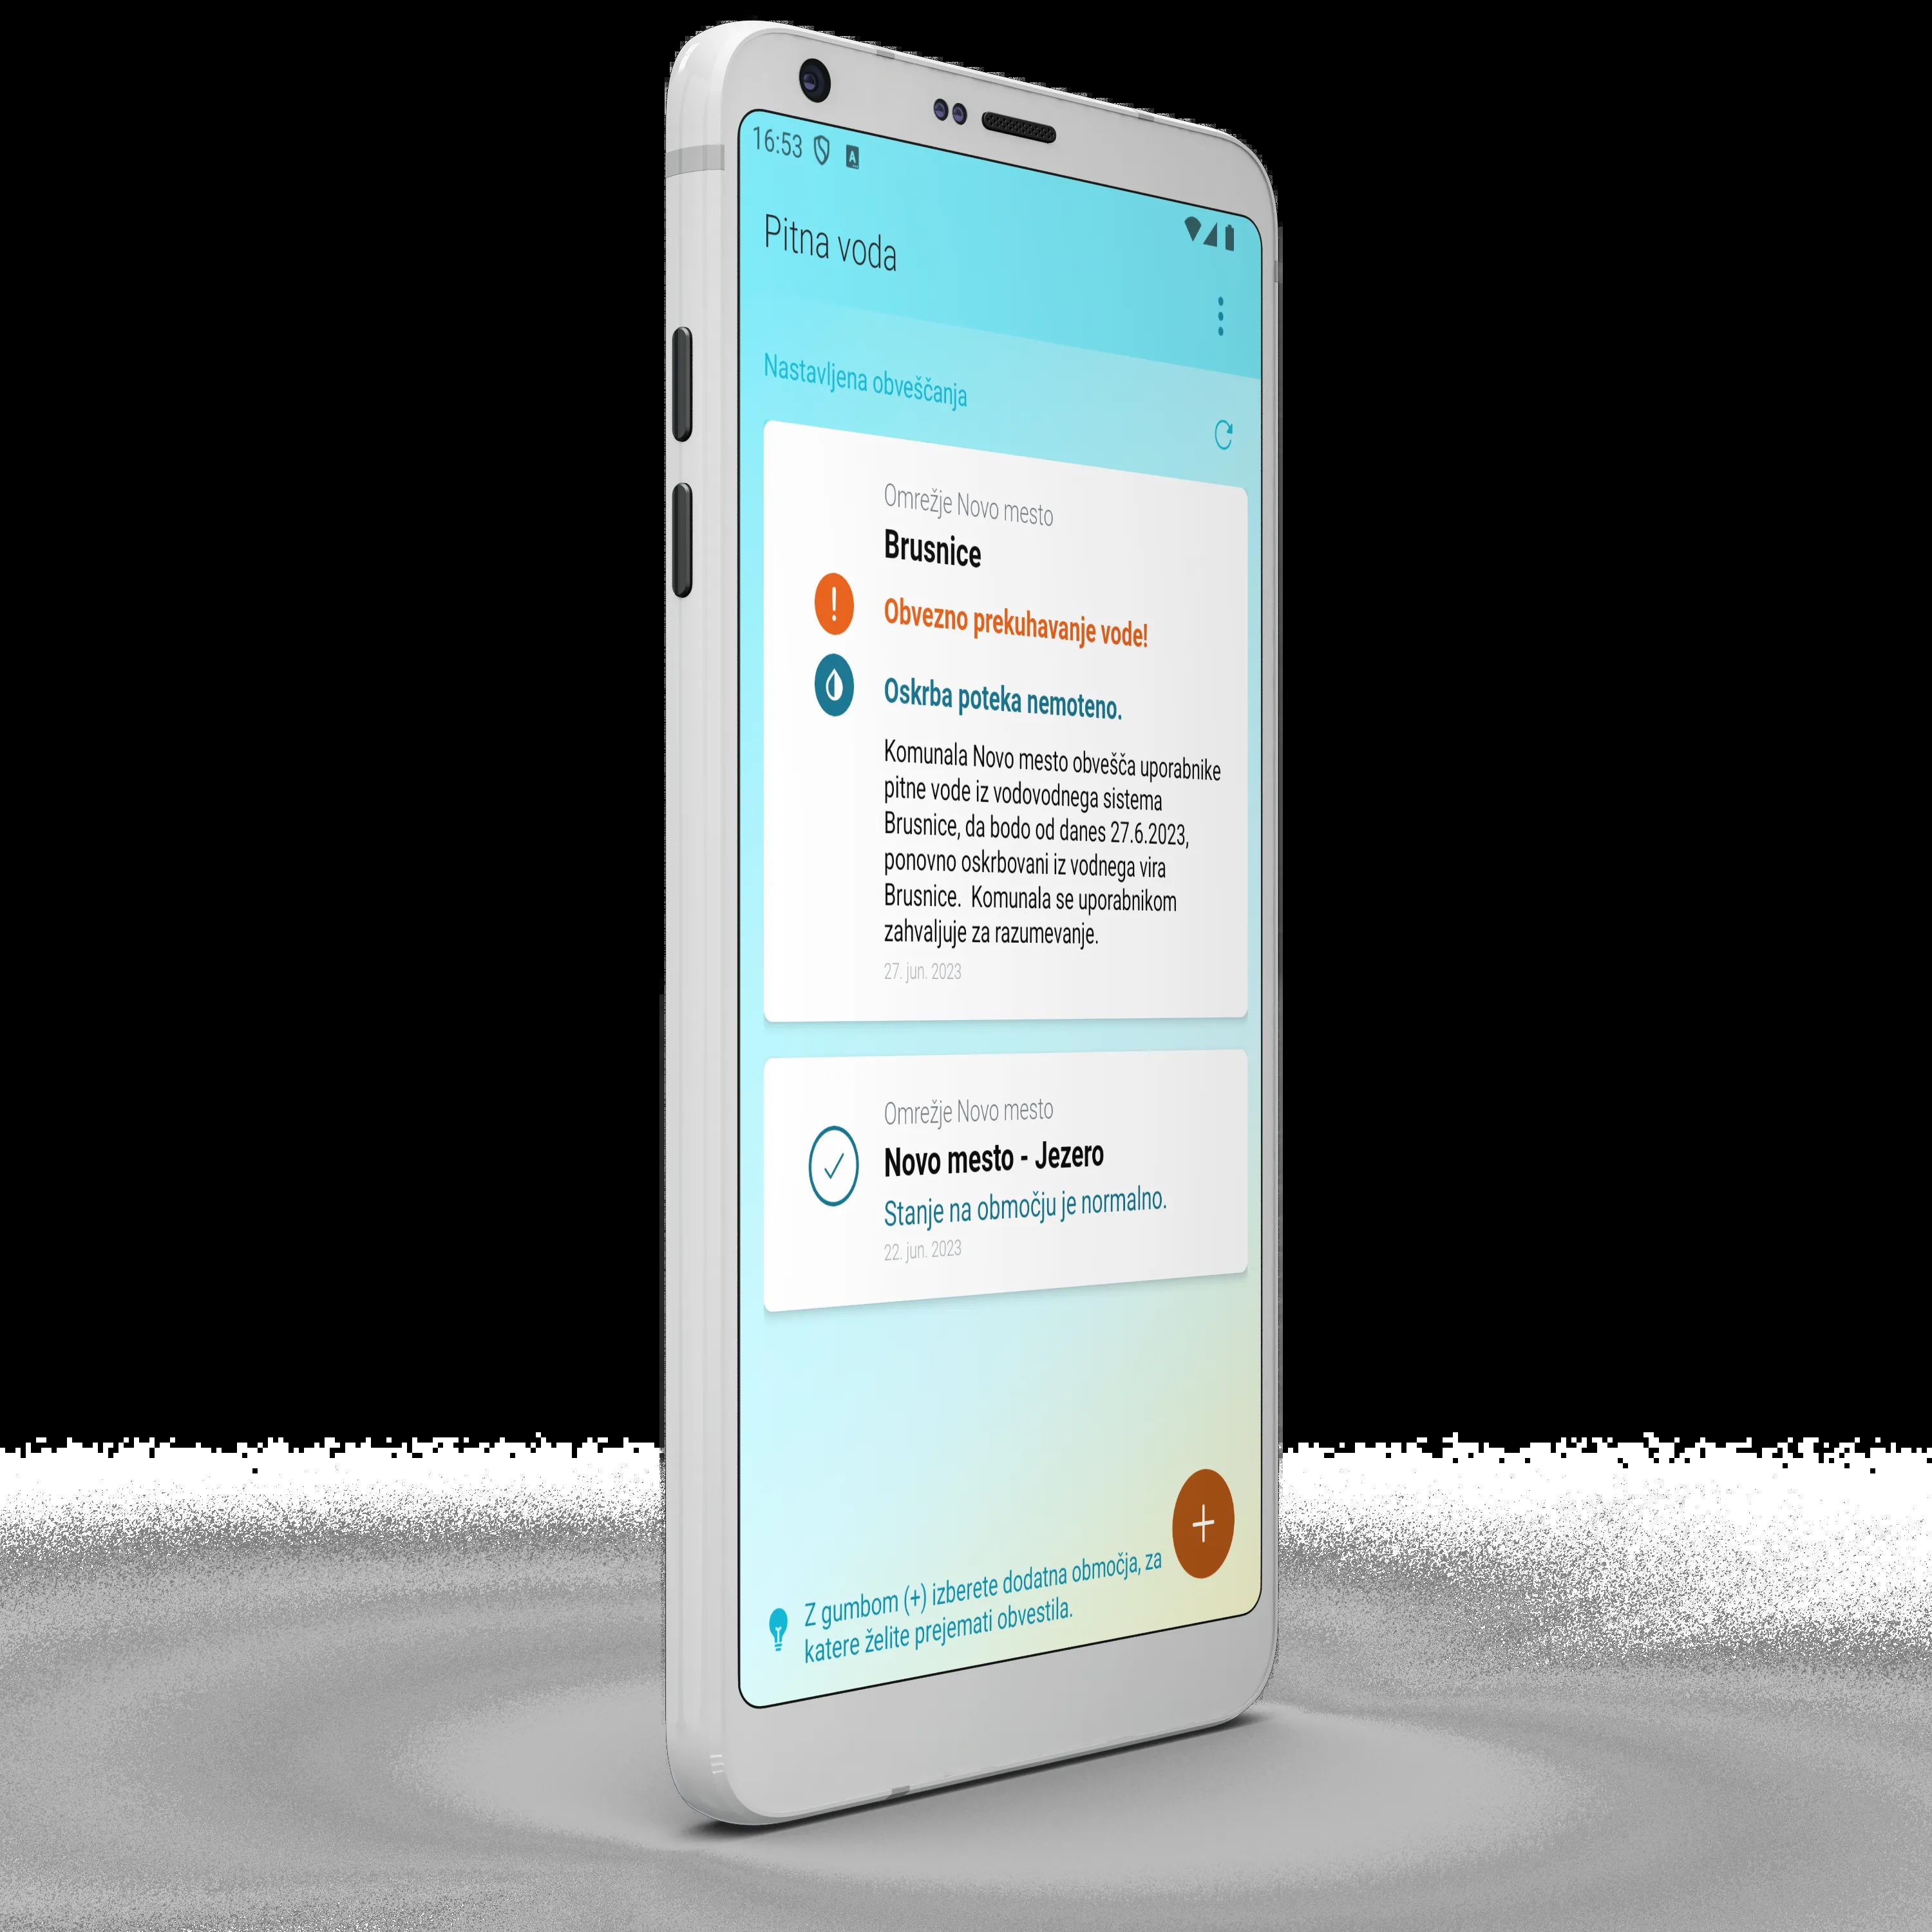 16:53
Pitna voda
Nastavljena obveščanja
Omrežje Novo mesto
Brusnice
Obvezno prekuhavanje vode!
Oskrba poteka nemoteno.
Komunala Novo mesto obvešča uporabnike
pitne vode iz vodovodnega sistema
Brusnice, da bodo od danes 27.6.2023,
ponovno oskrbovani iz vodnega vira
Brusnice.  Komunala se uporabnikom
zahvaljuje za razumevanje.
27. jun. 2023
Omrežje Novo mesto
Novo mesto - Jezero
Stanje na območju je normalno.
22. jun. 2023
Z gumbom (+) izberete dodatna območja, za
katere želite prejemati obvestila.